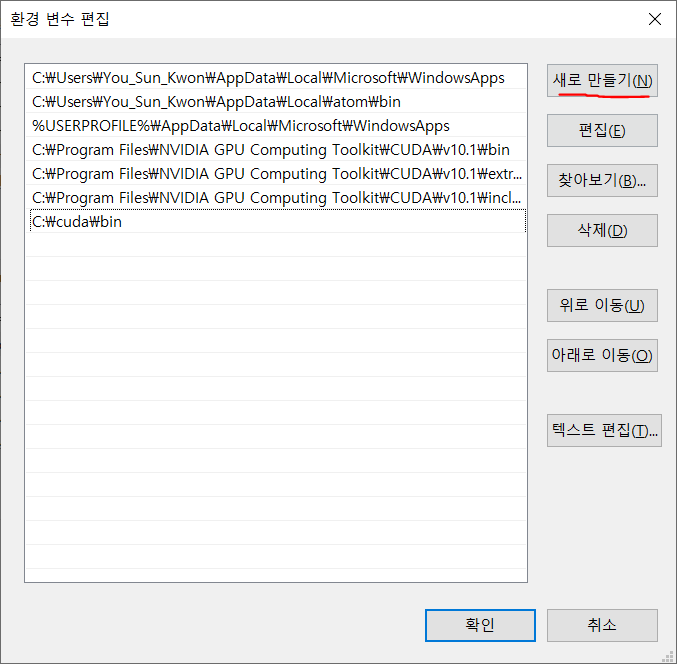 환경 변수 편집
C:₩Users₩You_Sun_Kwon₩AppData₩Local₩Microsoft₩WindowsApps
C:₩Users₩You_Sun_Kwon₩AppData₩Local₩atom₩bin
%USERPROFILE%₩AppData₩Local₩Microsoft₩WindowsApps
C:₩Program Files₩NVIDIA GPU Computing Toolkit₩CUDA₩v10.1₩bin
C:₩Program Files₩NVIDIA GPU Computing Toolkit₩CUDA₩v10.1₩extr...
C:₩Program Files₩NVIDIA GPU Computing Toolkit₩CUDA₩v10.1₩incl...
C:₩cuda₩bin
새로 만들기(N)
편집(E)
찾아보기(B)...
삭제(D)
위로 이동(U)
아래로 이동(O)
텍스트 편집(T)...
확인
취소